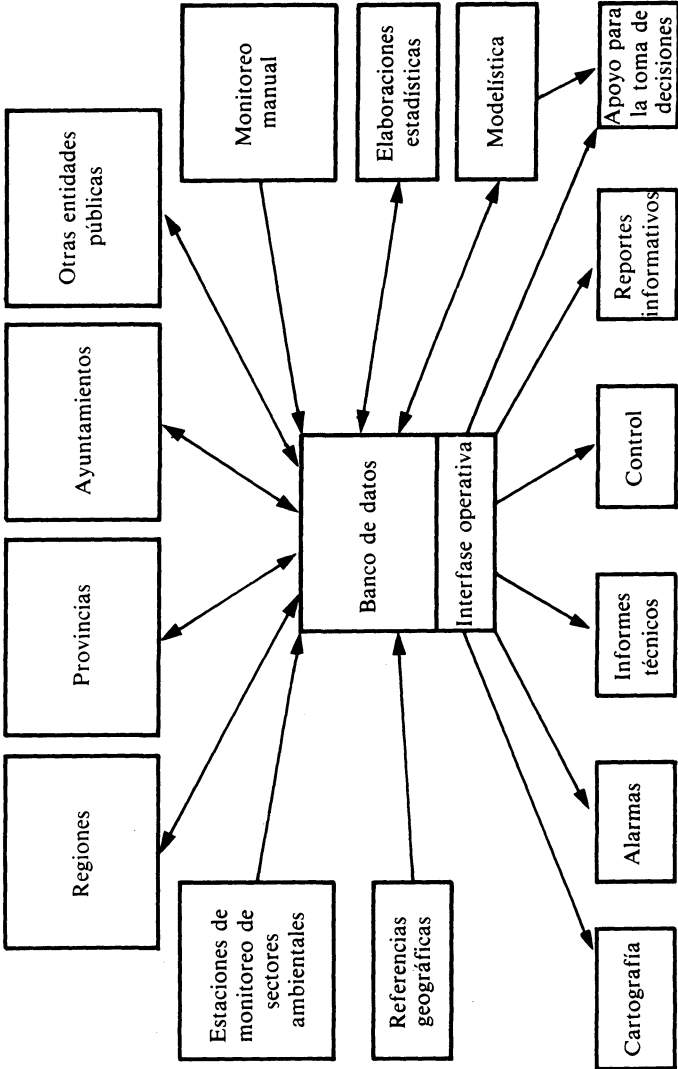 Regiones
Provincias
Ayuntamientos
Otras entidades
públicas
Estaciones de
monitoreo de
sectores
ambientales
Monitoreo
manual
Referencias
geográficas
Banco de datos
Interfase operativa
Elaboraciones
estadísticas
Modelística
Cartografía
Alarmas
Informes
técnicos
Control
Reportes
informativos
Apoyo para
la toma de
decisiones